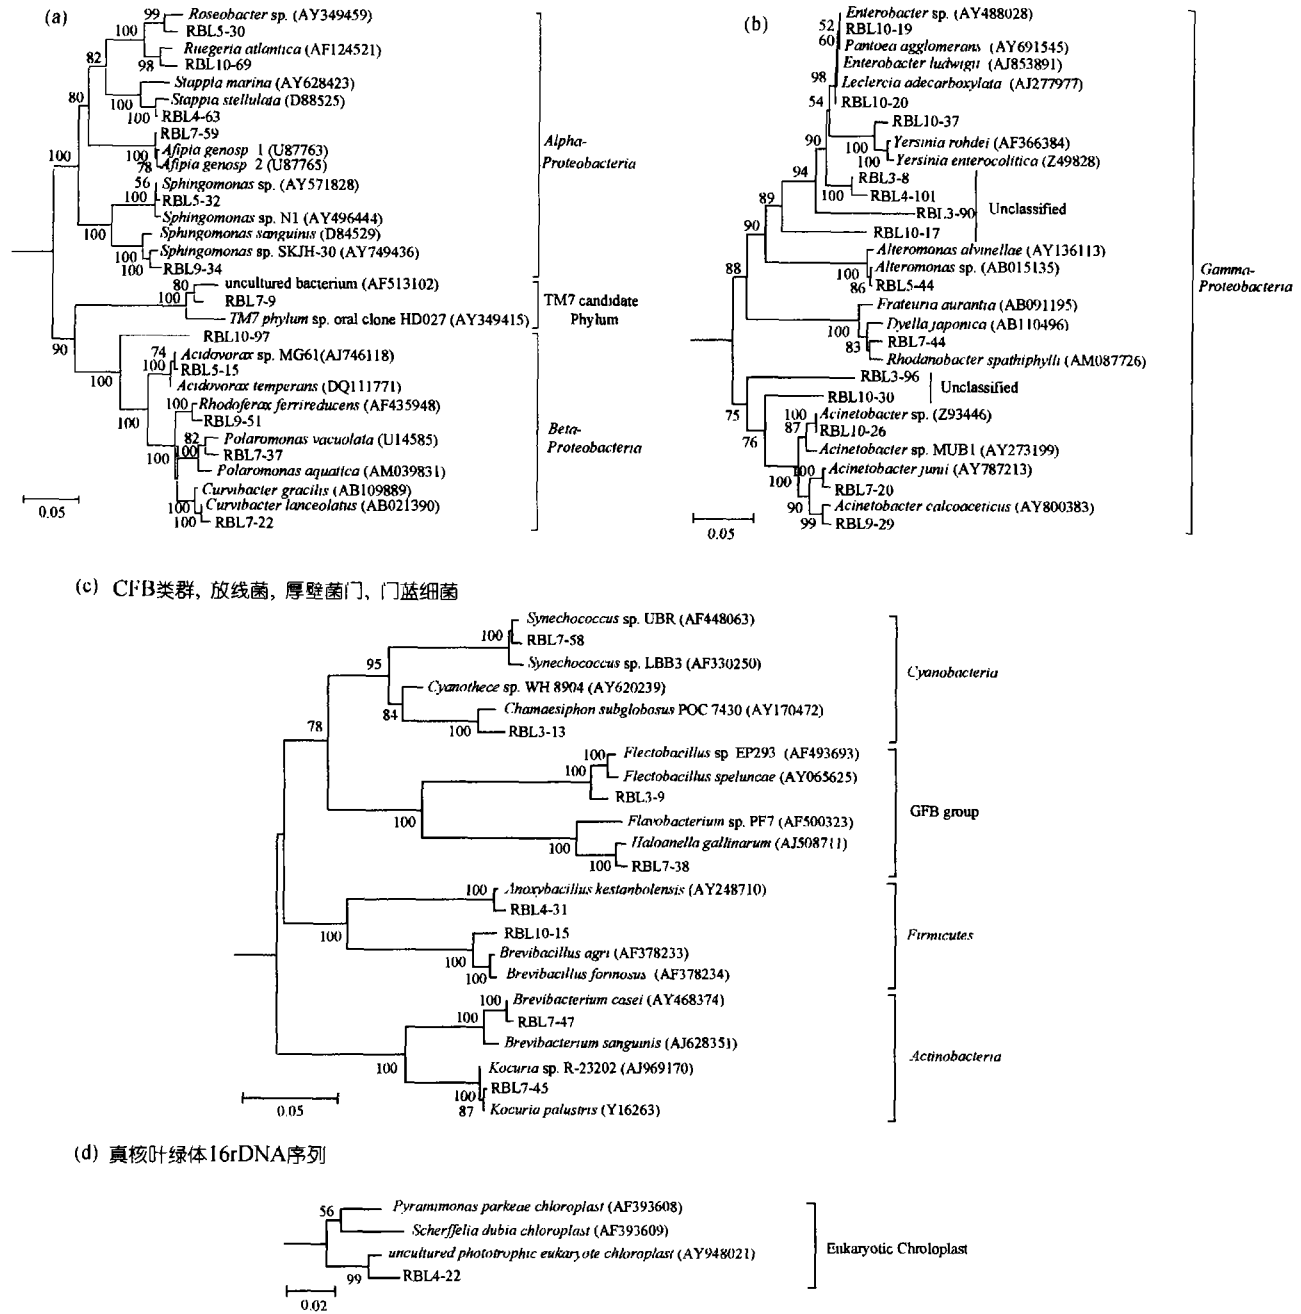 (a)
99
Roseobacter sp. (AY349459)
RBL5-30
100
Ruegeria atlantica (AF124521)
98
RBL10-69
82
Stappia marina (AY628423)
Stappia stellulata (D88525)
100
100
RBL4-63
80
RBL7-59
Afipia genosp 1 (U87763)
100
Afipia genosp 2 (U87765)
78
100
56
Sphingomonas sp. (AY571828)
100
RBL5-32
Sphingomonas sp. N1 (AY496444)
100
Sphingomonas sanguinis (D84529)
Sphingomonas sp. SKJH-30 (AY749436)
100
100
RBL9-34
Alpha-
Proteobacteria
80
uncultured bacterium (AF513102)
100
RBL7-9
TM7 phylum sp. oral clone HD027 (AY349415)
TM7 candidate
Phylum
90
RBL10-97
100
74
Acidovorax sp. MG61(AJ746118)
100
RBL5-15
Acidovorax temperans (DQ111771)
100
100
Rhodoferax ferrireducens (AF435948)
RBL9-51
82
Polaromonas vacuolata (U14585)
100
100
RBL7-37
Polaromonas aquatica (AM039831)
Curvibacter gracilis (AB109889)
100
Curvibacter lanceolatus (AB021390)
100
RBL7-22
Beta-
Proteobacteria
0.05
(b)
Enterobacter sp. (AY488028)
52
RBL10-19
60
Pantoea agglomerans (AY691545)
Enterobacter ludwigii (AJ853891)
98
Leclercia adecarboxylata (AJ277977)
54
RBL10-20
RBL10-37
90
100
Yersinia rohdei (AF366384)
100
Yersinia enterocolitica (Z49828)
94
RBL3-8
100
RBL4-101
RBL3-90
Unclassified
89
RBL10-17
90
Alteromonas alvinellae (AY136113)
100
Alteromonas sp. (AB015135)
86
RBL5-44
88
Frateuria aurantia (AB091195)
100
Dyella japonica (AB110496)
83
RBL7-44
Rhodanobacter spathiphylli (AM087726)
RBL3-96
Unclassified
75
RBL10-30
76
100
Acinetobacter sp. (Z93446)
87
RBL10-26
Acinetobacter sp. MUB1 (AY273199)
100
100
Acinetobacter junii (AY787213)
RBL7-20
90
Acinetobacter calcoaceticus (AY800383)
99
RBL9-29
Gamma-
Proteobacteria
0.05
(c) CFB类群, 放线菌, 厚壁菌门、门蓝细菌
Synechococcus sp. UBR (AF448063)
100
RBL7-58
95
Synechococcus sp. LBB3 (AF330250)
Cyanothece sp. WH 8904 (AY620239)
84
Chamaesiphon subglobosus POC 7430 (AY170472)
100
RBL3-13
Cyanobacteria
78
100
Flectobacillus sp EP293 (AF493693)
100
Flectobacillus speluncae (AY065625)
RBL3-9
100
Flavobacterium sp. PF7 (AF500323)
100
Haloanella gallinarum (AJ508711)
100
RBL7-38
GFB group
100
Anoxybacillus kestanbolensis (AY248710)
RBL4-31
100
RBL10-15
100
Brevibacillus agri (AF378233)
100
Brevibacillus formosus (AF378234)
Firmicutes
100
Brevibacterium casei (AY468374)
100
RBL7-47
Brevibacterium sanguinis (AJ628351)
100
Kocuria sp. R-23202 (AJ969170)
100
RBL7-45
87
Kocuria palustris (Y16263)
Actinobacteria
0.05
(d) 真核叶绿体16rDNA序列
56
Pyramimonas parkeae chloroplast (AF393608)
Scherffelia dubia chloroplast (AF393609)
uncultured phototrophic eukaryote chloroplast (AY948021)
99
RBL4-22
Eukaryotic Chroloplast
0.02